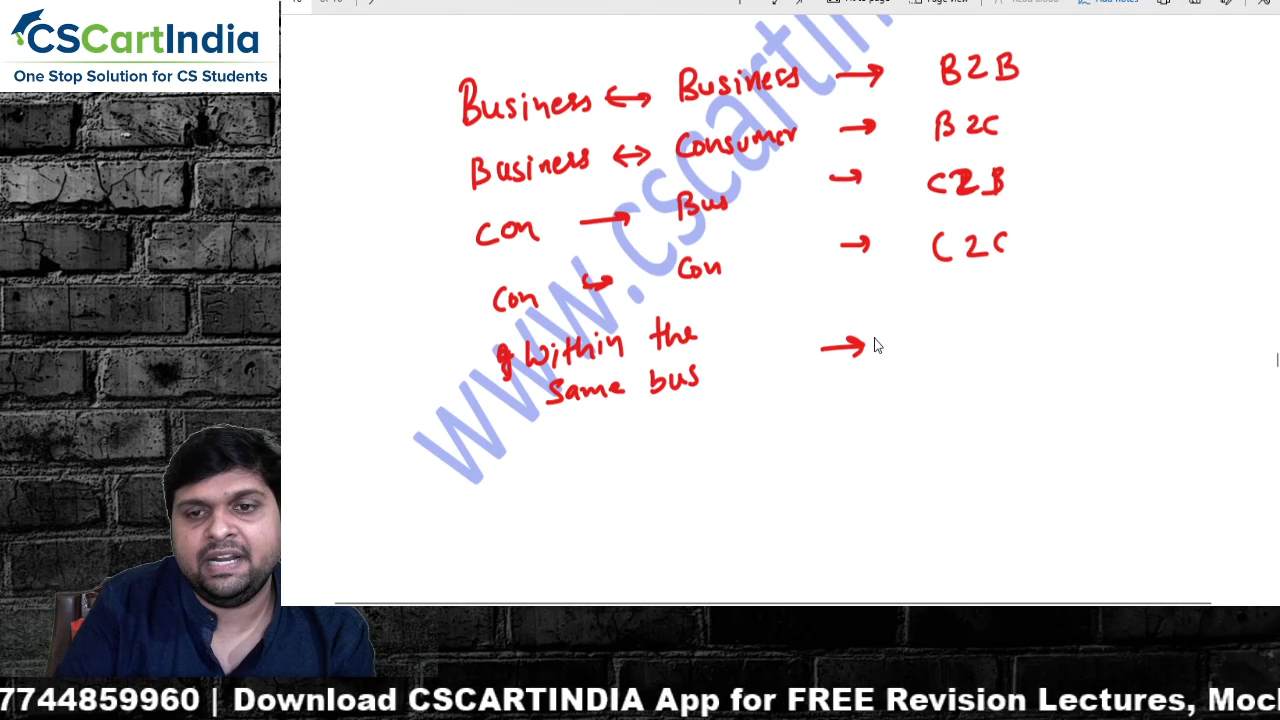 CSCartIndia
One Stop Solution for CS Students
Business ↔ Business → B2B
Business ↔ Consumer → B2C
Con → Bus → C2B
Con ↔ Con → C2C
Within the →
same bus
www.cscartin
7744859960 | Download CSCARTINDIA App for FREE Revision Lectures, Moc